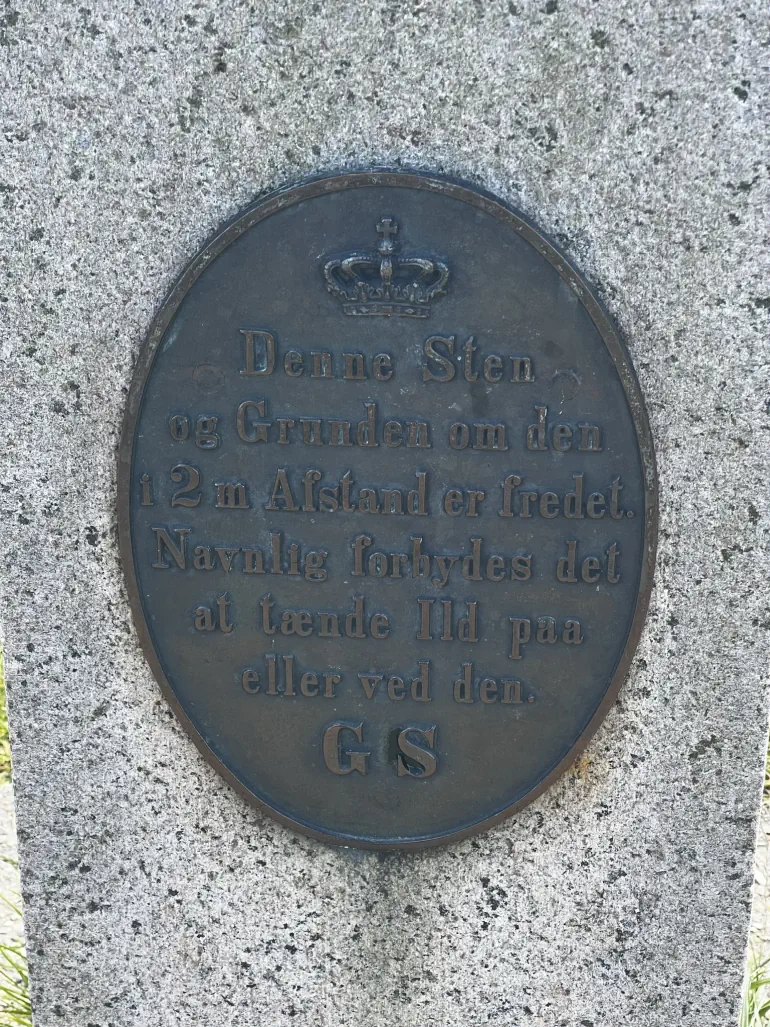 Denne Sten
og Grunden om den
i 2 m Afstand er fredet.
Navnlig forbydes det
at tænde Ild paa
eller ved den.
G S